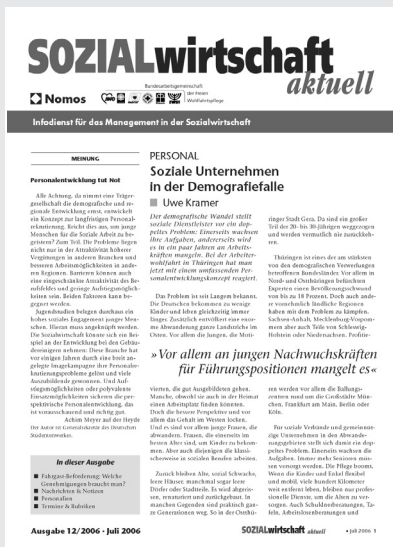 SOZIALwirtschaft
aktuell
Nomos
Bundesarbeitsgemeinschaft
der Freien
Wohlfahrtspflege
Infodienst für das Management in der Sozialwirtschaft
MEINUNG
Personalentwicklung tut Not
Alle Achtung, da nimmt eine Träger-
gesellschaft die demografische und re-
gionale Entwicklung ernst, entwickelt
ein Konzept zur langfristigen Personal-
rekrutierung. Reicht dies aus, um junge
Menschen für die Soziale Arbeit zu be-
geistern? Zum Teil. Die Probleme liegen
nicht nur in der Attraktivität höherer
Vergütungen in anderen Branchen und
besseren Arbeitsmöglichkeiten in ande-
ren Regionen. Barrieren können auch
eine eingeschränkte Attraktivität des Be-
rufsfeldes und geringe Aufstiegsmöglich-
keiten sein. Beiden Faktoren kann be-
gegnet werden.
Jugendstudien belegen durchaus ein
hohes soziales Engagement junger Men-
schen. Hieran muss angeknüpft werden.
Die Sozialwirtschaft könnte sich ein Bei-
spiel an der Entwicklung bei den Gebäu-
dereinigern nehmen: Diese Branche hat
vor einigen Jahren durch eine breit an-
gelegte Imagekampagne ihre Personalre-
krutierungsprobleme gelöst und viele
Auszubildende gewonnen. Und Auf-
stiegsmöglichkeiten oder polyvalente
Einsatzmöglichkeiten sichern die per-
spektivische Personalentwicklung, das
ist vorausschauend und richtig gut.
Achim Meyer auf der Heyde
Der Autor ist Generalsekretär des Deutschen
Studentenwerkes.
In dieser Ausgabe
Fahrgast-Beförderung: Welche
Genehmigungen braucht man?
Nachrichten & Notizen
Personalien
Termine & Rubriken
PERSONAL
Soziale Unternehmen
in der Demografiefalle
Uwe Kramer
Der demografische Wandel stellt
soziale Dienstleister vor ein dop-
peltes Problem: Einerseits wachsen
ihre Aufgaben, andererseits wird
es in ein paar Jahren an Arbeits-
kräften mangeln. Bei der Arbeiter-
wohlfahrt in Thüringen hat man
jetzt mit einem umfassenden Per-
sonalentwicklungskonzept reagiert.
Das Problem ist seit Langem bekannt.
Die Deutschen bekommen zu wenige
Kinder und leben gleichzeitig immer
länger. Zusätzlich entvölkert eine enor-
me Abwanderung ganze Landstriche im
Osten. Vor allem die Jungen, die Moti-
ringer Stadt Gera. Da sind ein großer
Teil der 20- bis 30-Jährigen weggezogen
und werden vermutlich nie zurückkeh-
ren.
Thüringen ist eines der am stärksten
von den demografischen Verwerfungen
betroffenen Bundesländer. Vor allem in
Nord- und Ostthüringen befürchten
Experten einen Bevölkerungsschwund
von bis zu 18 Prozent. Doch auch ande-
re vornehmlich ländliche Regionen
haben mit dem Problem zu kämpfen.
Sachsen-Anhalt, Mecklenburg-Vorpom-
mern aber auch Teile von Schleswig-
Holstein oder Niedersachsen. Profitie-
»Vor allem an jungen Nachwuchskräften
für Führungspositionen mangelt es«
vierten, die gut Ausgebildeten gehen.
Manche, obwohl sie auch in der Heimat
einen Arbeitsplatz finden könnten.
Doch die bessere Perspektive und vor
allem das Gehalt im Westen locken.
Und es sind vor allem junge Frauen, die
abwandern. Frauen, die einerseits im
besten Alter sind, um Kinder zu bekom-
men. Aber auch diejenigen die klassi-
scherweise in sozialen Berufen arbeiten.
Zurück bleiben Alte, sozial Schwache,
leere Häuser, manchmal sogar leere
Dörfer oder Stadtteile. Es wird abgeris-
sen, renaturiert und zurückgebaut. In
manchen Gegenden sind praktisch gan-
ze Generationen weg. So in der Ostthü-
ren werden vor allem die Ballungs-
zentren rund um die Großstädte Mün-
chen, Frankfurt am Main, Berlin oder
Köln.
Für soziale Verbände und gemeinnüt-
zige Unternehmen in den Abwande-
rungsgebieten stellt sich damit ein dop-
peltes Problem. Einerseits wachsen die
Aufgaben. Immer mehr Senioren müs-
sen versorgt werden. Die Pflege boomt.
Wenn die Kinder und Enkel flexibel
und mobil, viele hundert Kilometer
weit entfernt leben, bleiben nur profes-
sionelle Dienste, um die Alten zu ver-
sorgen. Auch Schuldnerberatungen, Ta-
feln, Arbeitslosenberatungen und
Ausgabe 12/2006 · Juli 2006
SOZIALwirtschaft aktuell
• Juli 2006 1